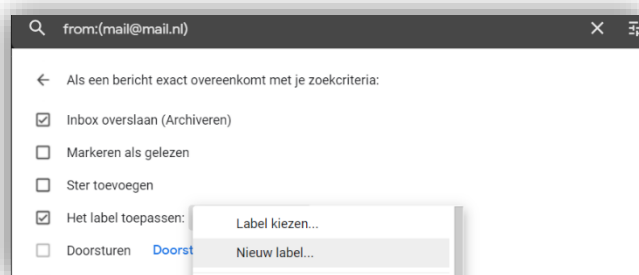 from:(mail@mail.nl)
Als een bericht exact overeenkomt met je zoekcriteria:
Inbox overslaan (Archiveren)
Markeren als gelezen
Ster toevoegen
Het label toepassen:
Label kiezen...
Doorsturen Doorst
Nieuw label...